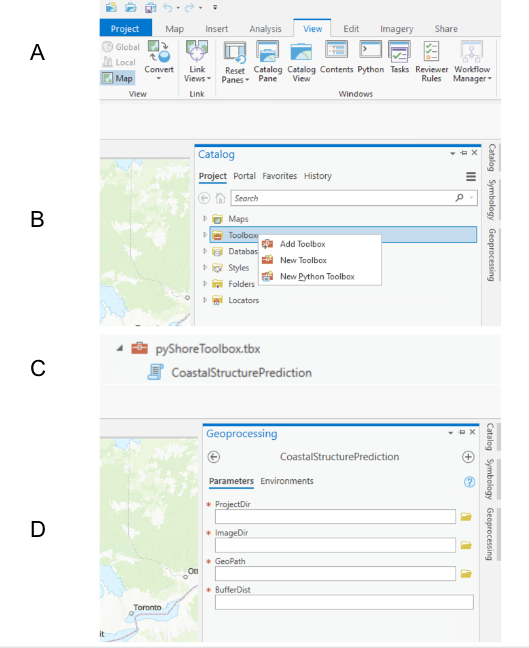 A
Project Map Insert Analysis View Edit Imagery Share
Global
Local
Map
Convert
Link Views
Reset Panes
Catalog Pane
Catalog View
Contents
Python
Tasks
Reviewer Rules
Workflow Manager
View Link Windows
B
Catalog
Project Portal Favorites History
Search
Maps
Toolbox
Add Toolbox
New Toolbox
New Python Toolbox
Databas
Styles
Folders
Locators
Catalog
Symbology
Geoprocessing
C
pyShoreToolbox.tbx
CoastalStructurePrediction
D
Geoprocessing
CoastalStructurePrediction
Parameters Environments
* ProjectDir
* ImageDir
* GeoPath
* BufferDist
Ott
Toronto
it
Catalog
Symbology
Geoprocessing